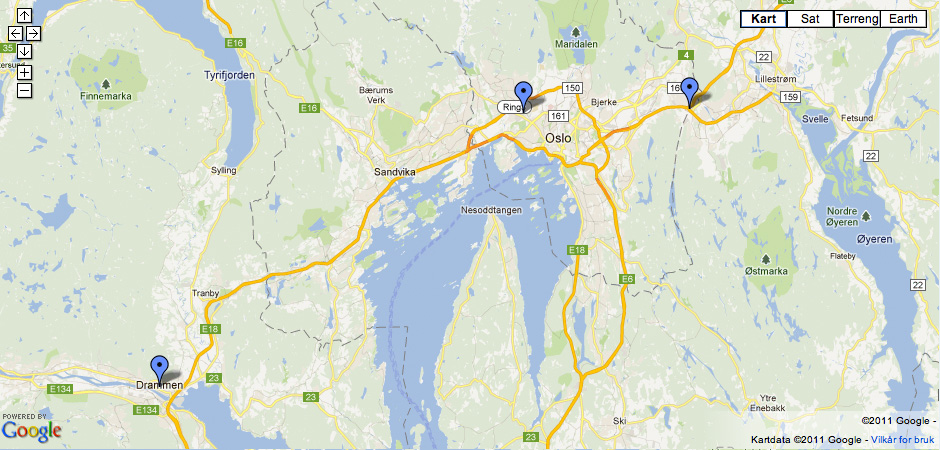 Kart
Sat
Terreng
Earth
E16
35
Tyrifjorden
Finnemarka
E16
Bærums
Verk
Maridalen
4
22
Lillestrøm
150
Bjerke
159
Ring
161
Oslo
Svelle
Fetsund
Sylling
Sandvika
22
Nesoddtangen
Nordre
Øyeren
Øyeren
E18
Flateby
Østmarka
E6
22
Tranby
E18
Drammen
23
E134
E134
23
Ytre
Enebakk
Ski
23
POWERED BY
Google
©2011 Google -
Kartdata ©2011 Google - Vilkår for bruk